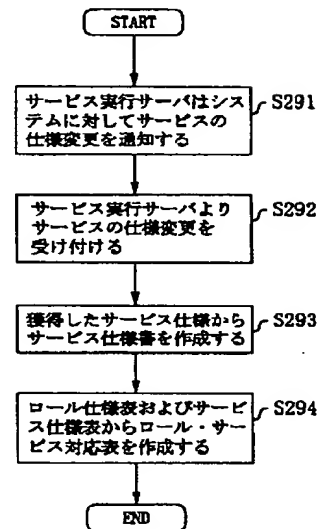 START
サービス実行サーバはシス
テムに対してサービスの
仕様変更を通知する
S291
サービス実行サーバより
サービスの仕様変更を
受け付ける
S292
獲得したサービス仕様から
サービス仕様書を作成する
S293
ロール仕様表およびサービ
ス仕様表からロール・サー
ビス対応表を作成する
S294
END